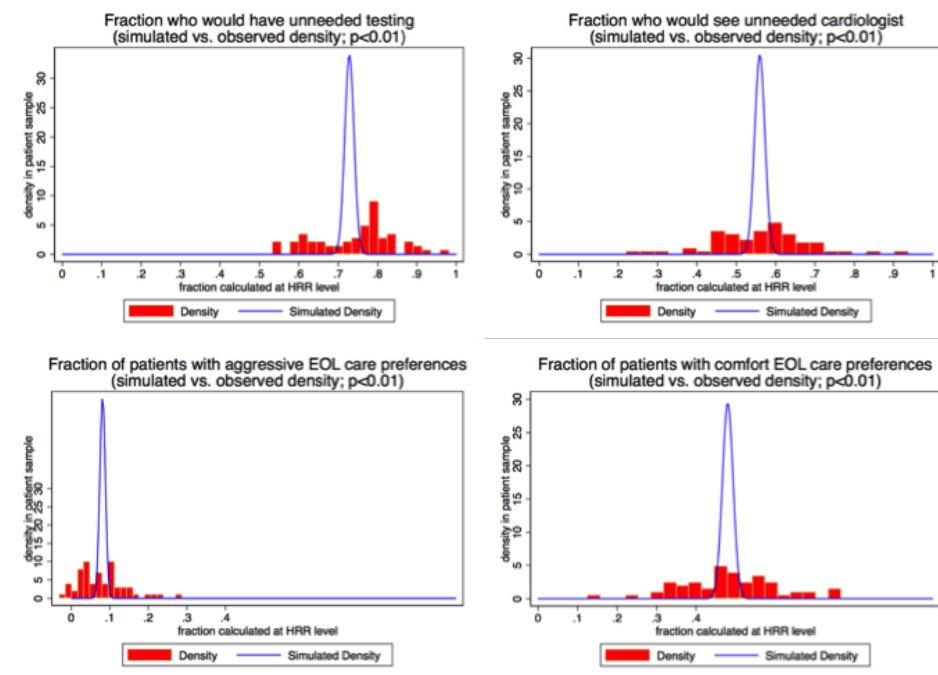 Fraction who would have unneeded testing
(simulated vs. observed density; p<0.01)
density in patient sample
30
25
20
15
10
5
0
0 .1 .2 .3 .4 .5 .6 .7 .8 .9 1
fraction calculated at HRR level
Density Simulated Density
Fraction who would see unneeded cardiologist
(simulated vs. observed density; p<0.01)
density in patient sample
30
25
20
15
10
5
0
0 .1 .2 .3 .4 .5 .6 .7 .8 .9 1
fraction calculated at HRR level
Density Simulated Density
Fraction of patients with aggressive EOL care preferences
(simulated vs. observed density; p<0.01)
density in patient sample
30
25
20
15
10
5
0
0 .1 .2 .3 .4
fraction calculated at HRR level
Density Simulated Density
Fraction of patients with comfort EOL care preferences
(simulated vs. observed density; p<0.01)
density in patient sample
30
25
20
15
10
5
0
0 .1 .3 .4
fraction calculated at HRR level
Density Simulated Density